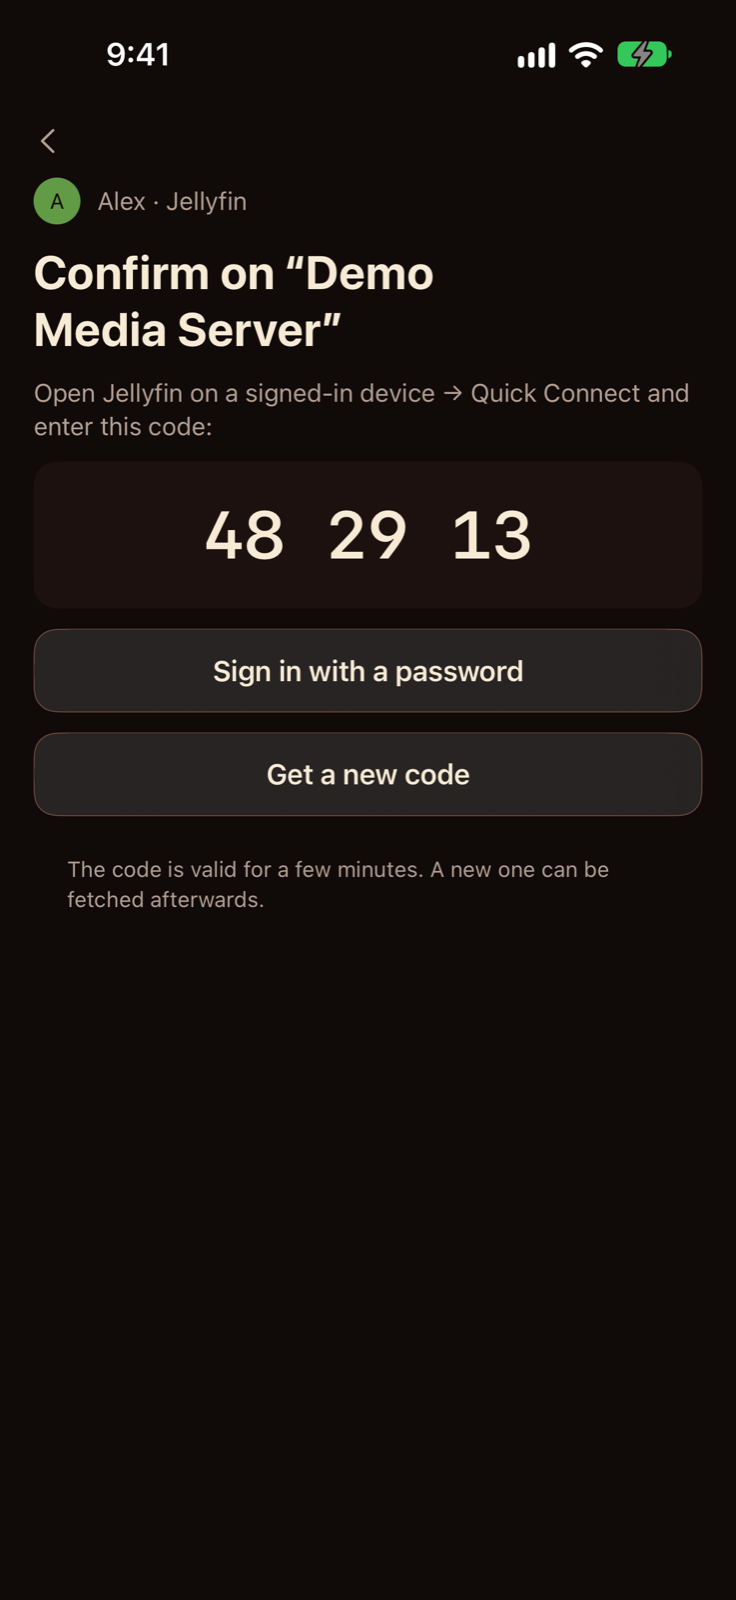 9:41
A
Alex · Jellyfin
Confirm on “Demo
Media Server”
Open Jellyfin on a signed-in device → Quick Connect and
enter this code:
48 29 13
Sign in with a password
Get a new code
The code is valid for a few minutes. A new one can be
fetched afterwards.